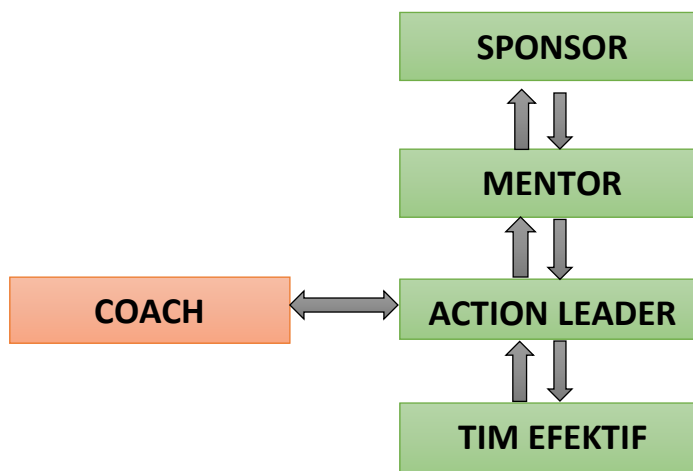 SPONSOR
MENTOR
COACH
ACTION LEADER
TIM EFEKTIF